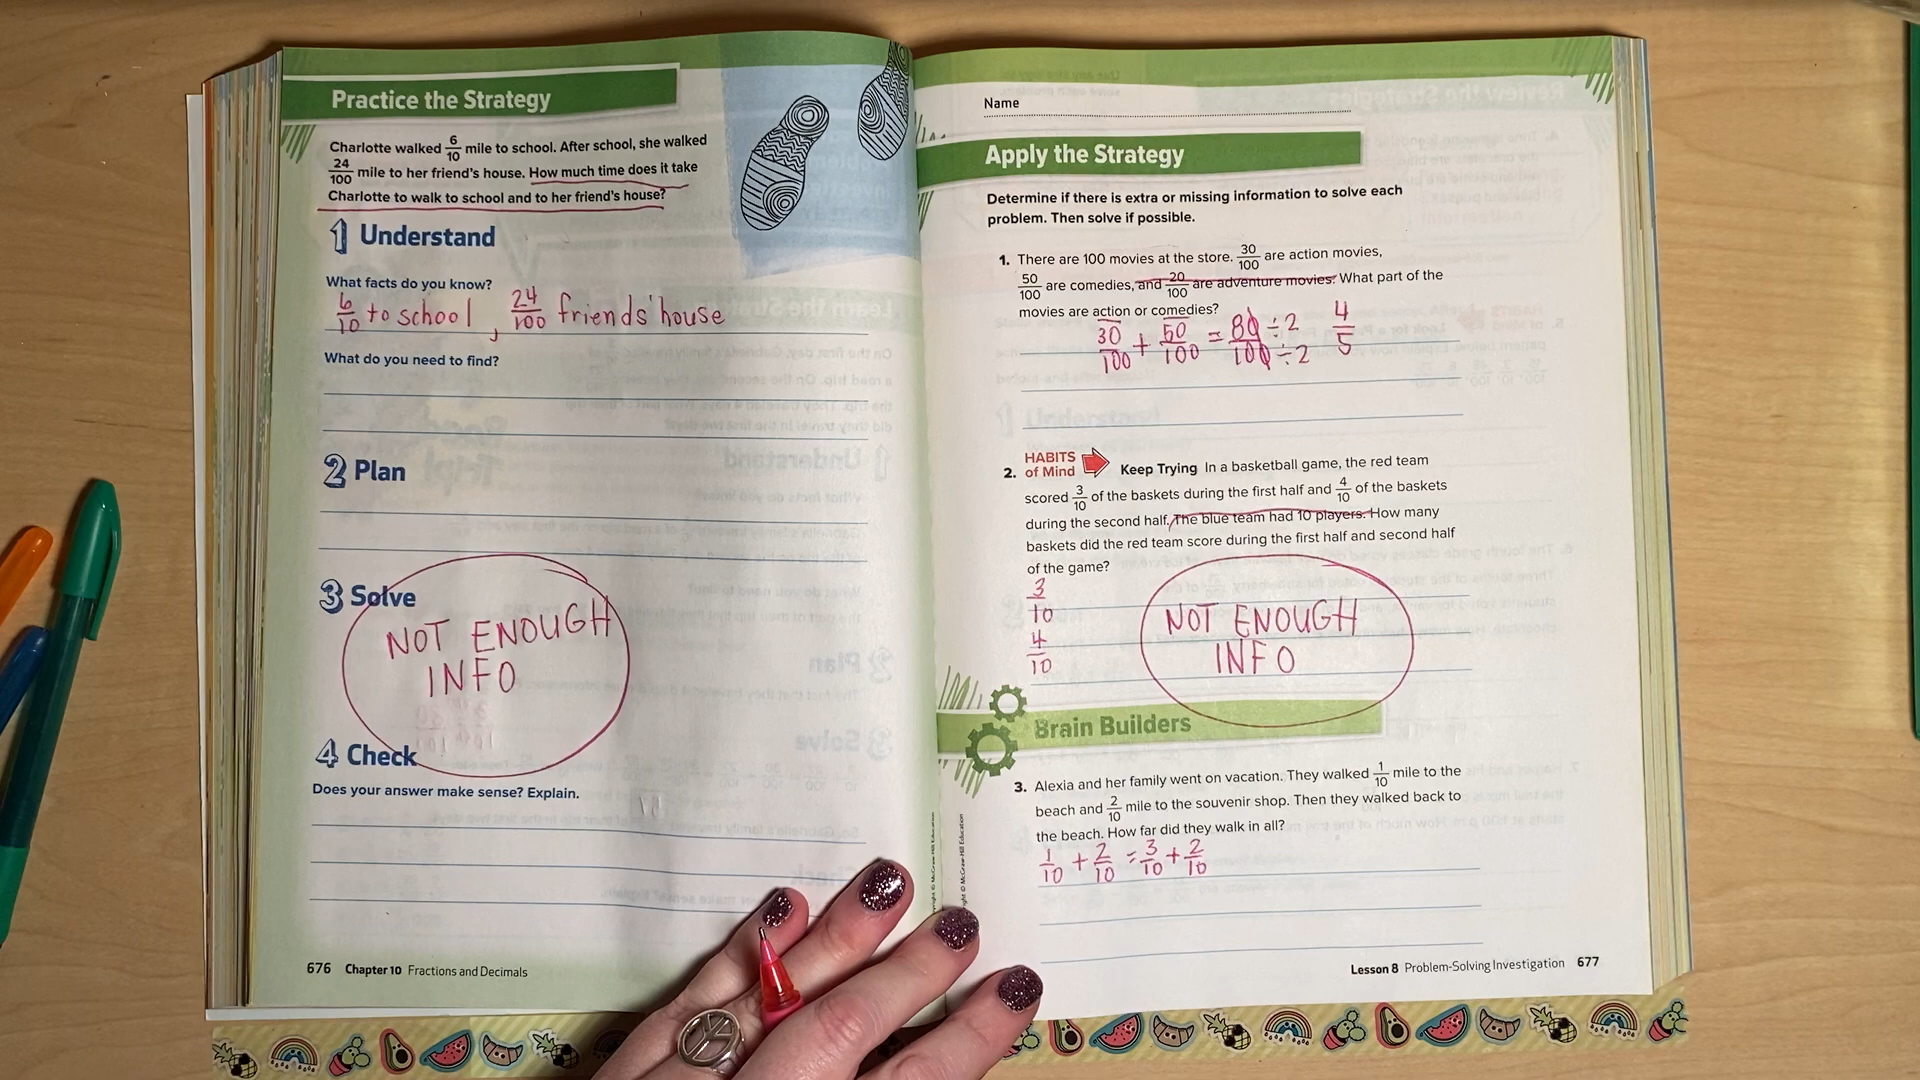 Practice the Strategy
Charlotte walked 6/10 mile to school. After school, she walked
24/100 mile to her friend's house. How much time does it take
Charlotte to walk to school and to her friend's house?
1 Understand
What facts do you know?
6/10 to school, 24/100 friends' house
What do you need to find?
2 Plan
3 Solve
NOT ENOUGH
INFO
4 Check
Does your answer make sense? Explain.
676 Chapter 10 Fractions and Decimals
Name
Apply the Strategy
Determine if there is extra or missing information to solve each
problem. Then solve if possible.
1. There are 100 movies at the store. 30/100 are action movies,
50/100 are comedies, and 20/100 are adventure movies. What part of the
movies are action or comedies?
30/100 + 50/100 = 80/100 ÷2/÷2 4/5
HABITS
2. of Mind Keep Trying In a basketball game, the red team
scored 3/10 of the baskets during the first half and 4/10 of the baskets
during the second half. The blue team had 10 players. How many
baskets did the red team score during the first half and second half
of the game?
3/10
4/10
NOT ENOUGH
INFO
Brain Builders
3. Alexia and her family went on vacation. They walked 1/10 mile to the
beach and 2/10 mile to the souvenir shop. Then they walked back to
the beach. How far did they walk in all?
1/10 + 2/10 = 3/10 + 2/10
Lesson 8 Problem-Solving Investigation 677